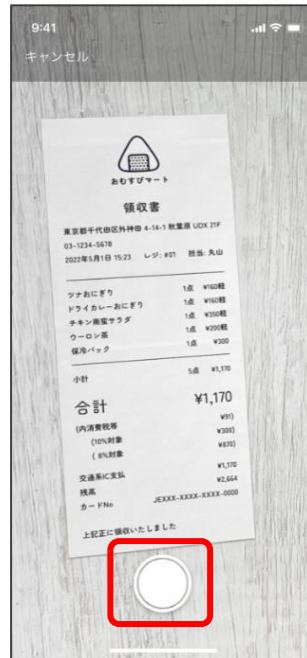 9:41
キャンセル
おむすびマート
領収書
東京都千代田区外神田 4-14-1 秋葉原 UDX 21F
03-1234-5678
2022年5月1日 15:23 レジ: #01 担当: 丸山
ツナおにぎり 1点 ¥160軽
ドライカレーおにぎり 1点 ¥160軽
チキン南蛮サラダ 1点 ¥350軽
ウーロン茶 1点 ¥200軽
保冷バック 1点 ¥300
小計 5点 ¥1,170
合計 ¥1,170
(内消費税等 ¥91)
(10%対象 ¥300)
( 8%対象 ¥870)
交通系IC支払 ¥1,170
残高 ¥2,664
カードNo JEXXX-XXXX-XXXX-0000
上記正に領収いたしました